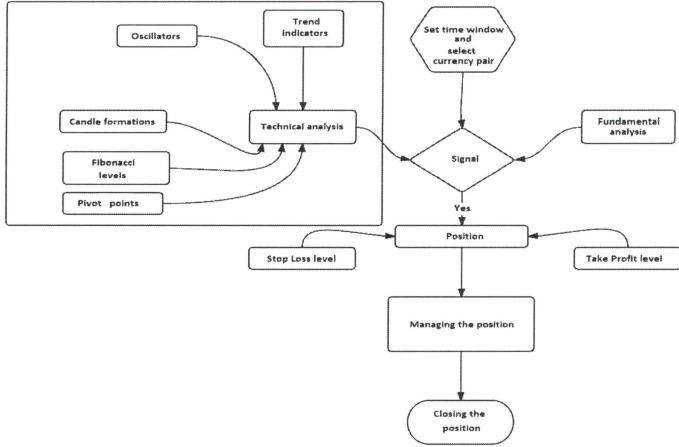 Oscillators
Trend
indicators
Set time window
and
select
currency pair
Candle formations
Technical analysis
Fundamental
analysis
Fibonacci
levels
Signal
Pivot points
Yes
Position
Stop Loss level
Take Profit level
Managing the position
Closing the
position